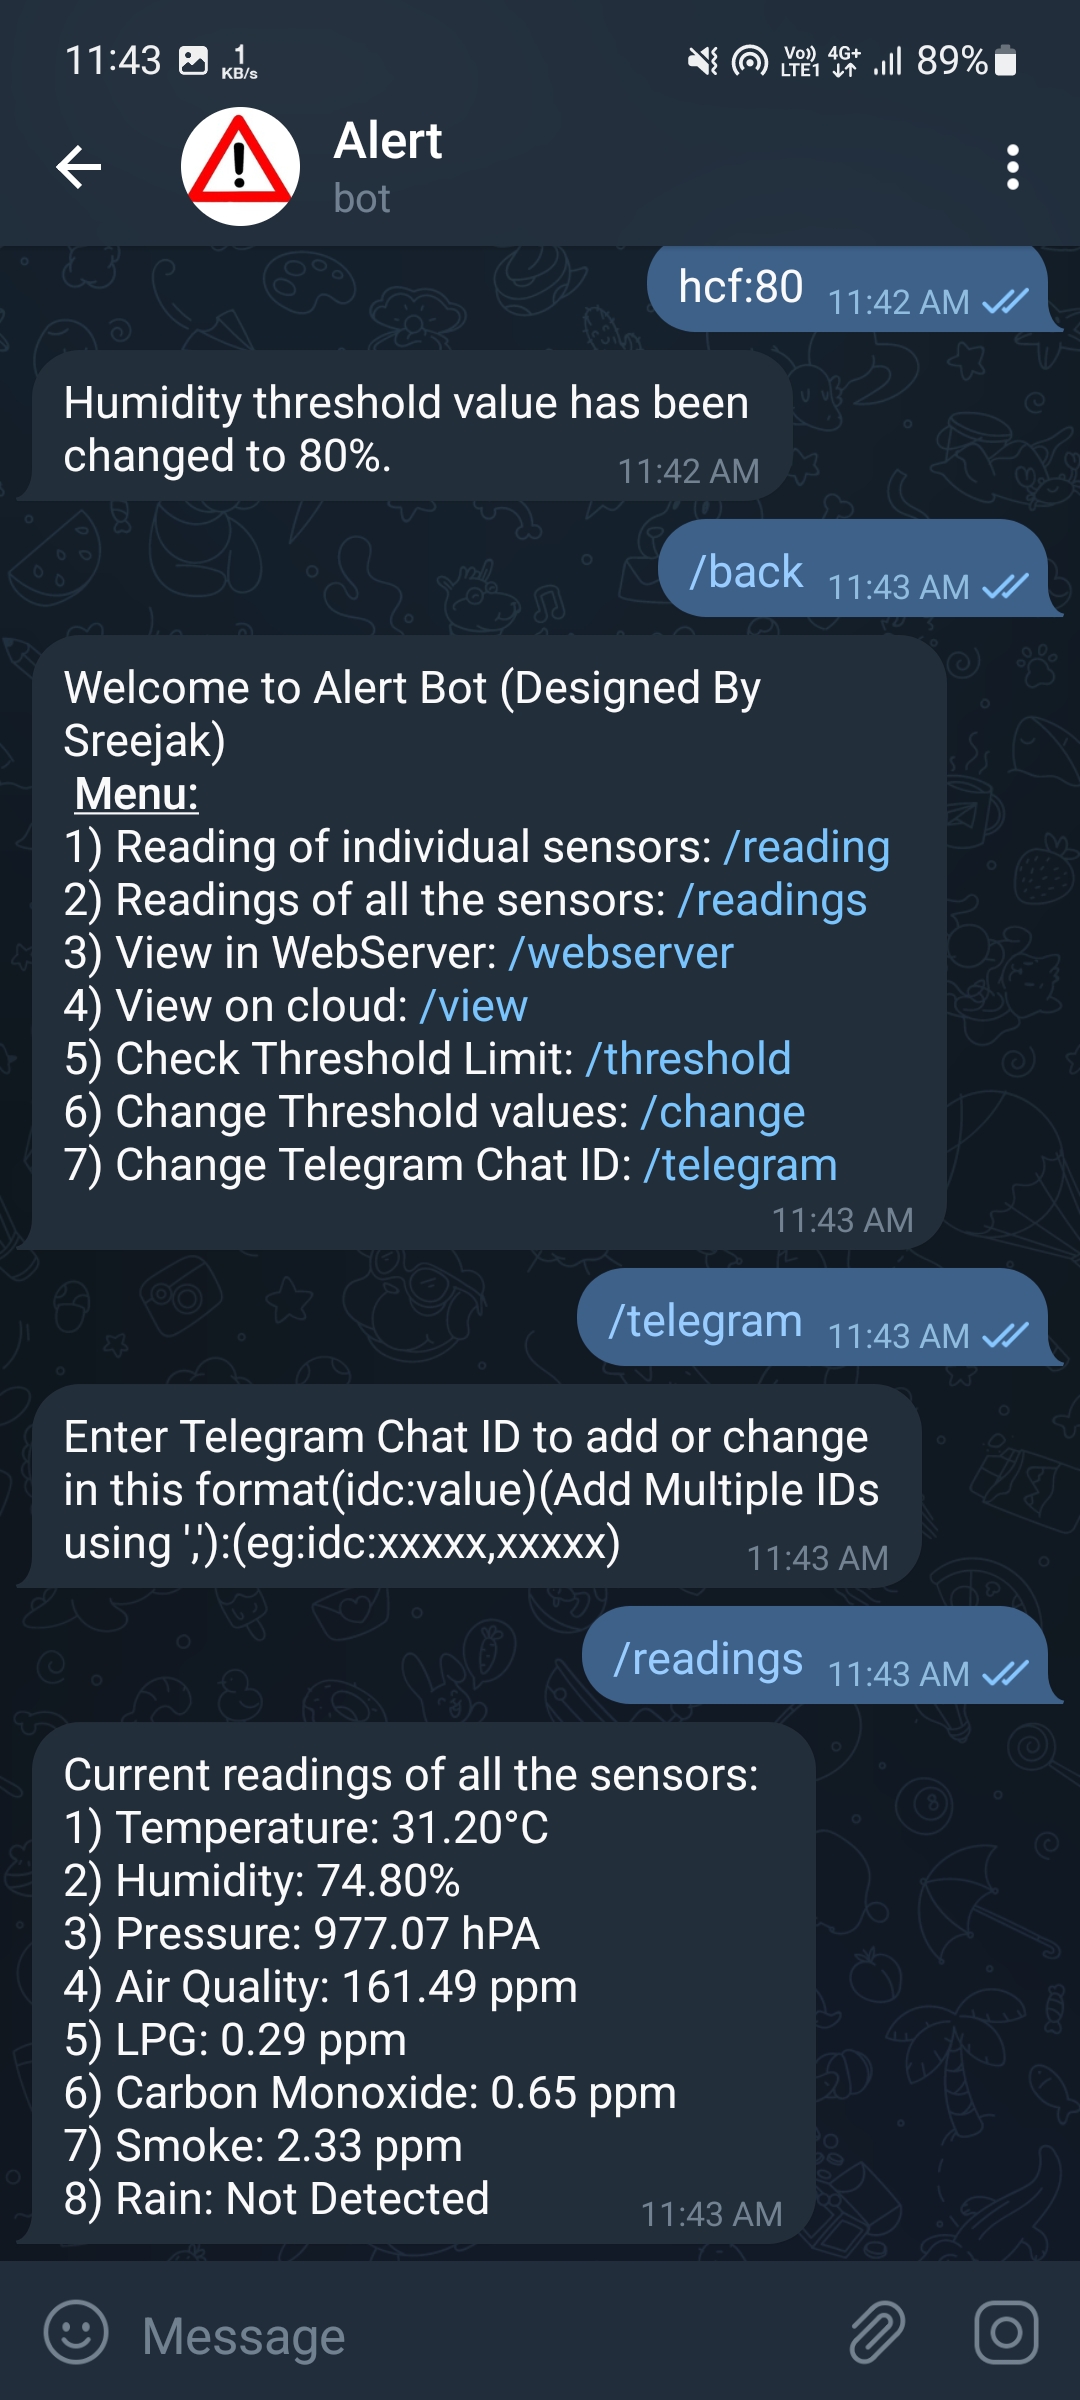 11:43 1 KB/s Vo)) LTE1 4G+ 89%
Alert
bot
hcf:80 11:42 AM
Humidity threshold value has been
changed to 80%. 11:42 AM
/back 11:43 AM
Welcome to Alert Bot (Designed By
Sreejak)
Menu:
1) Reading of individual sensors: /reading
2) Readings of all the sensors: /readings
3) View in WebServer: /webserver
4) View on cloud: /view
5) Check Threshold Limit: /threshold
6) Change Threshold values: /change
7) Change Telegram Chat ID: /telegram
11:43 AM
/telegram 11:43 AM
Enter Telegram Chat ID to add or change
in this format(idc:value)(Add Multiple IDs
using ','):(eg:idc:xxxxx,xxxxx) 11:43 AM
/readings 11:43 AM
Current readings of all the sensors:
1) Temperature: 31.20°C
2) Humidity: 74.80%
3) Pressure: 977.07 hPA
4) Air Quality: 161.49 ppm
5) LPG: 0.29 ppm
6) Carbon Monoxide: 0.65 ppm
7) Smoke: 2.33 ppm
8) Rain: Not Detected 11:43 AM
Message